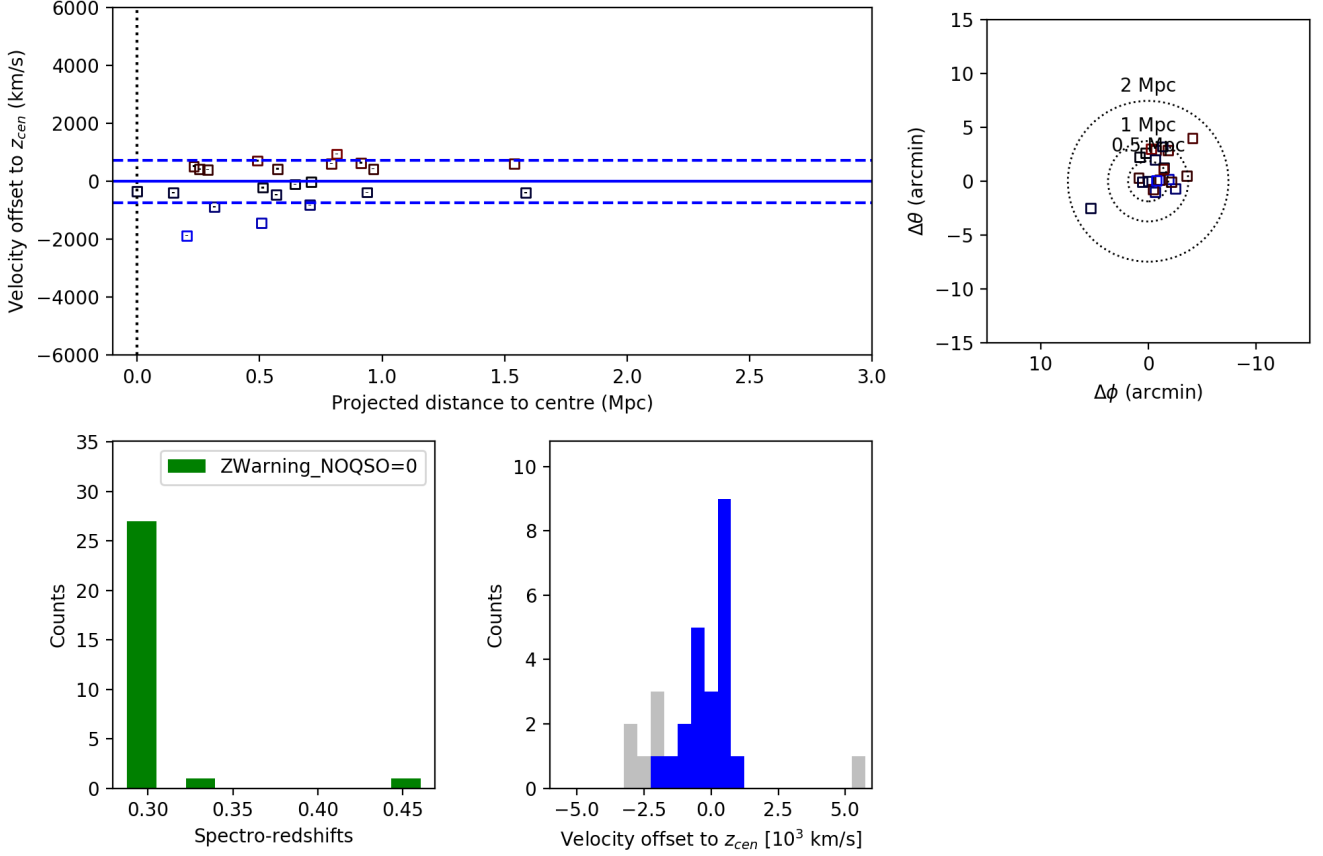 6000
4000
2000
0
−2000
−4000
−6000
Velocity offset to z_cen (km/s)
0.0 0.5 1.0 1.5 2.0 2.5 3.0
Projected distance to centre (Mpc)
15
10
5
0
−5
−10
−15
Δθ (arcmin)
2 Mpc
1 Mpc
0.5 Mpc
10 0 −10
Δϕ (arcmin)
35
30
25
20
15
10
5
0
Counts
ZWarning_NOQSO=0
0.30 0.35 0.40 0.45
Spectro-redshifts
10
8
6
4
2
0
Counts
−5.0 −2.5 0.0 2.5 5.0
Velocity offset to z_cen [10³ km/s]